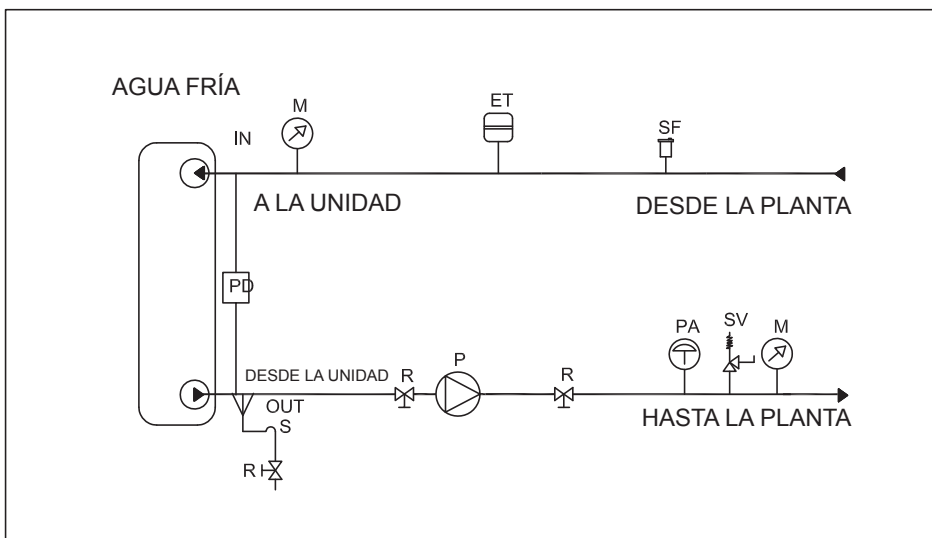 AGUA FRÍA
M
ET
SF
IN
A LA UNIDAD
DESDE LA PLANTA
PD
DESDE LA UNIDAD
R
P
R
PA
SV
M
OUT
HASTA LA PLANTA
S
R